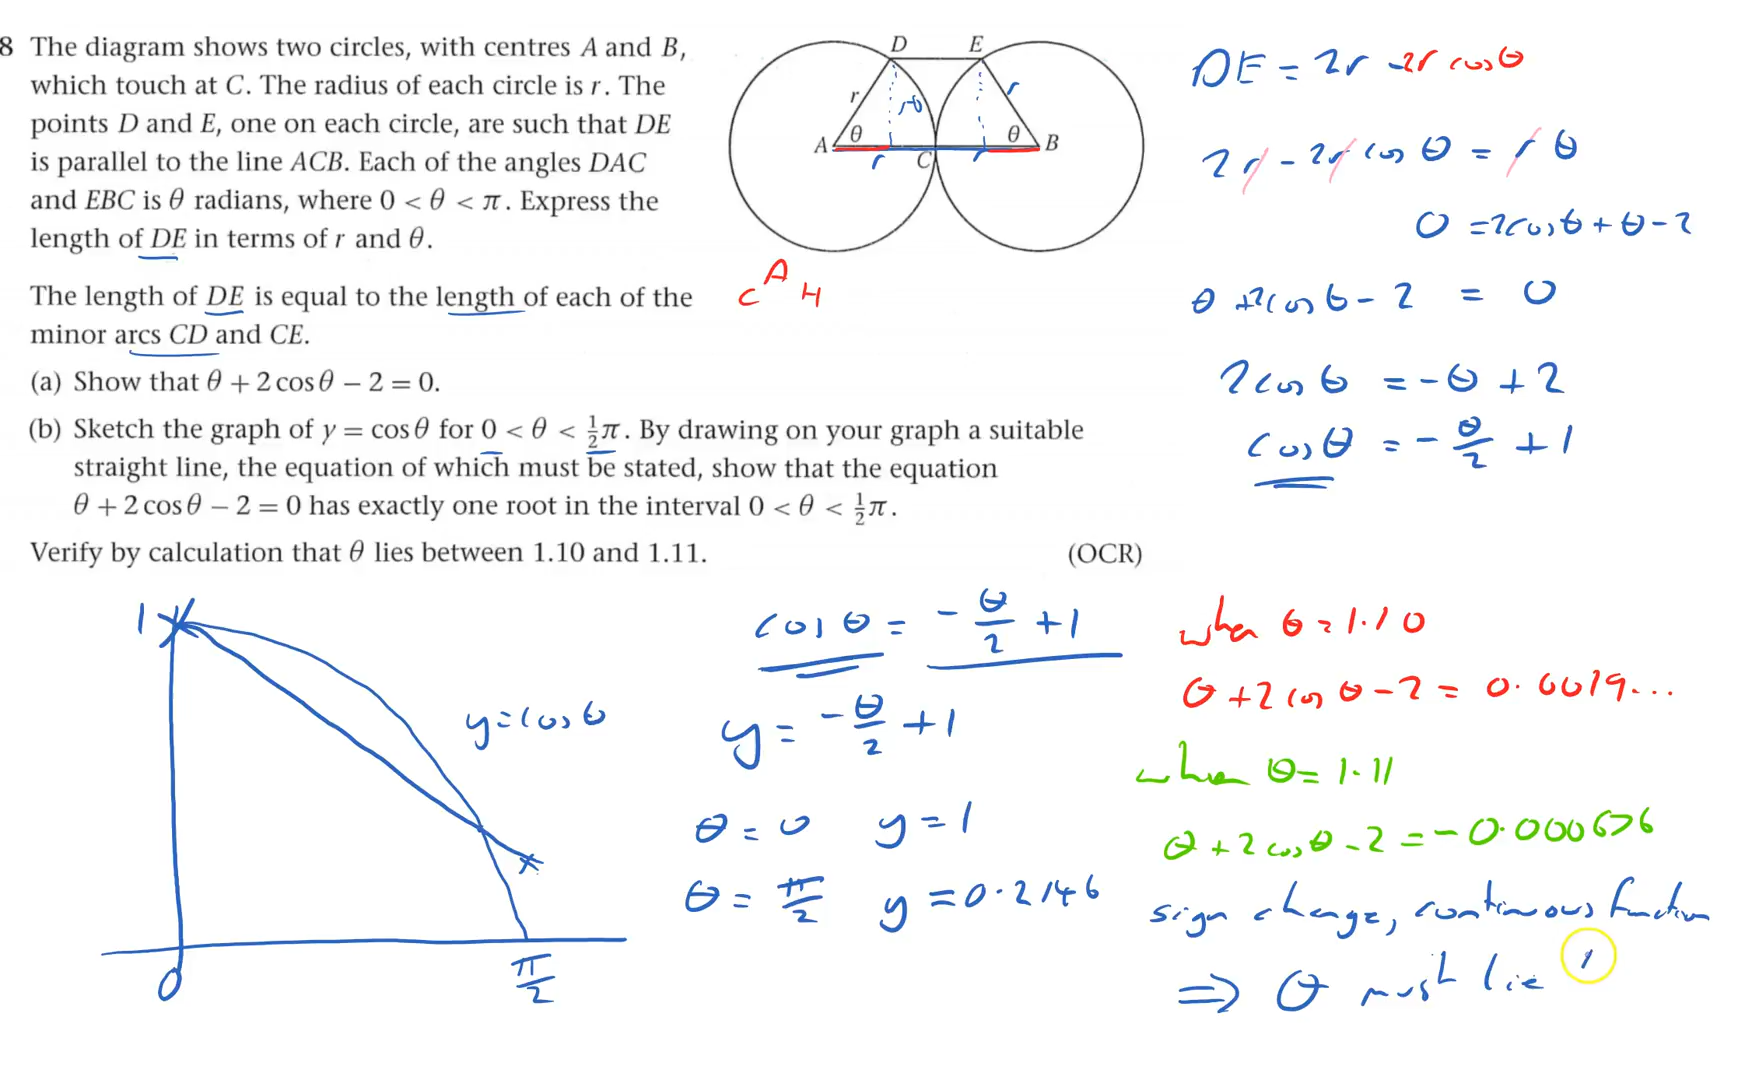 8 The diagram shows two circles, with centres A and B,
which touch at C. The radius of each circle is r. The
points D and E, one on each circle, are such that DE
is parallel to the line ACB. Each of the angles DAC
and EBC is θ radians, where 0 < θ < π. Express the
length of DE in terms of r and θ.
The length of DE is equal to the length of each of the
minor arcs CD and CE.
(a) Show that θ + 2 cos θ − 2 = 0.
(b) Sketch the graph of y = cos θ for 0 < θ < ½π. By drawing on your graph a suitable
straight line, the equation of which must be stated, show that the equation
θ + 2 cos θ − 2 = 0 has exactly one root in the interval 0 < θ < ½π.
Verify by calculation that θ lies between 1.10 and 1.11.
(OCR)
D E
r rθ r
A θ θ B
r C r
C A H
DE = 2r - 2r cos θ
2r - 2r cos θ = r θ
0 = 2cos θ + θ - 2
θ + 2cos θ - 2 = 0
2cos θ = -θ + 2
cos θ = -θ/2 + 1
1
y = cos θ
0
π/2
cos θ = -θ/2 + 1
y = -θ/2 + 1
θ = 0 y = 1
θ = π/2 y = 0.2146
when θ = 1.10
θ + 2 cos θ - 2 = 0.0019...
when θ = 1.11
θ + 2 cos θ - 2 = -0.000676
sign change, continuous function
⇒ θ must lie